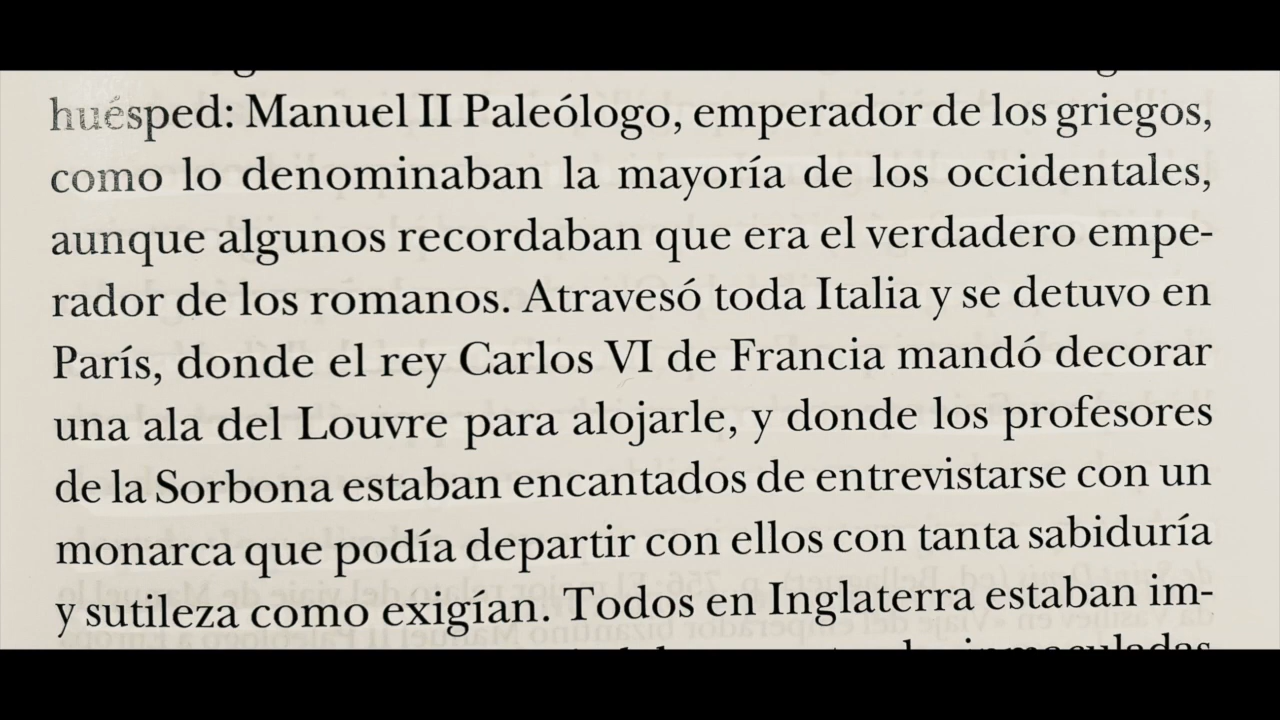 huésped: Manuel II Paleólogo, emperador de los griegos,
como lo denominaban la mayoría de los occidentales,
aunque algunos recordaban que era el verdadero empe-
rador de los romanos. Atravesó toda Italia y se detuvo en
París, donde el rey Carlos VI de Francia mandó decorar
una ala del Louvre para alojarle, y donde los profesores
de la Sorbona estaban encantados de entrevistarse con un
monarca que podía departir con ellos con tanta sabiduría
y sutileza como exigían. Todos en Inglaterra estaban im-
inmaculadas